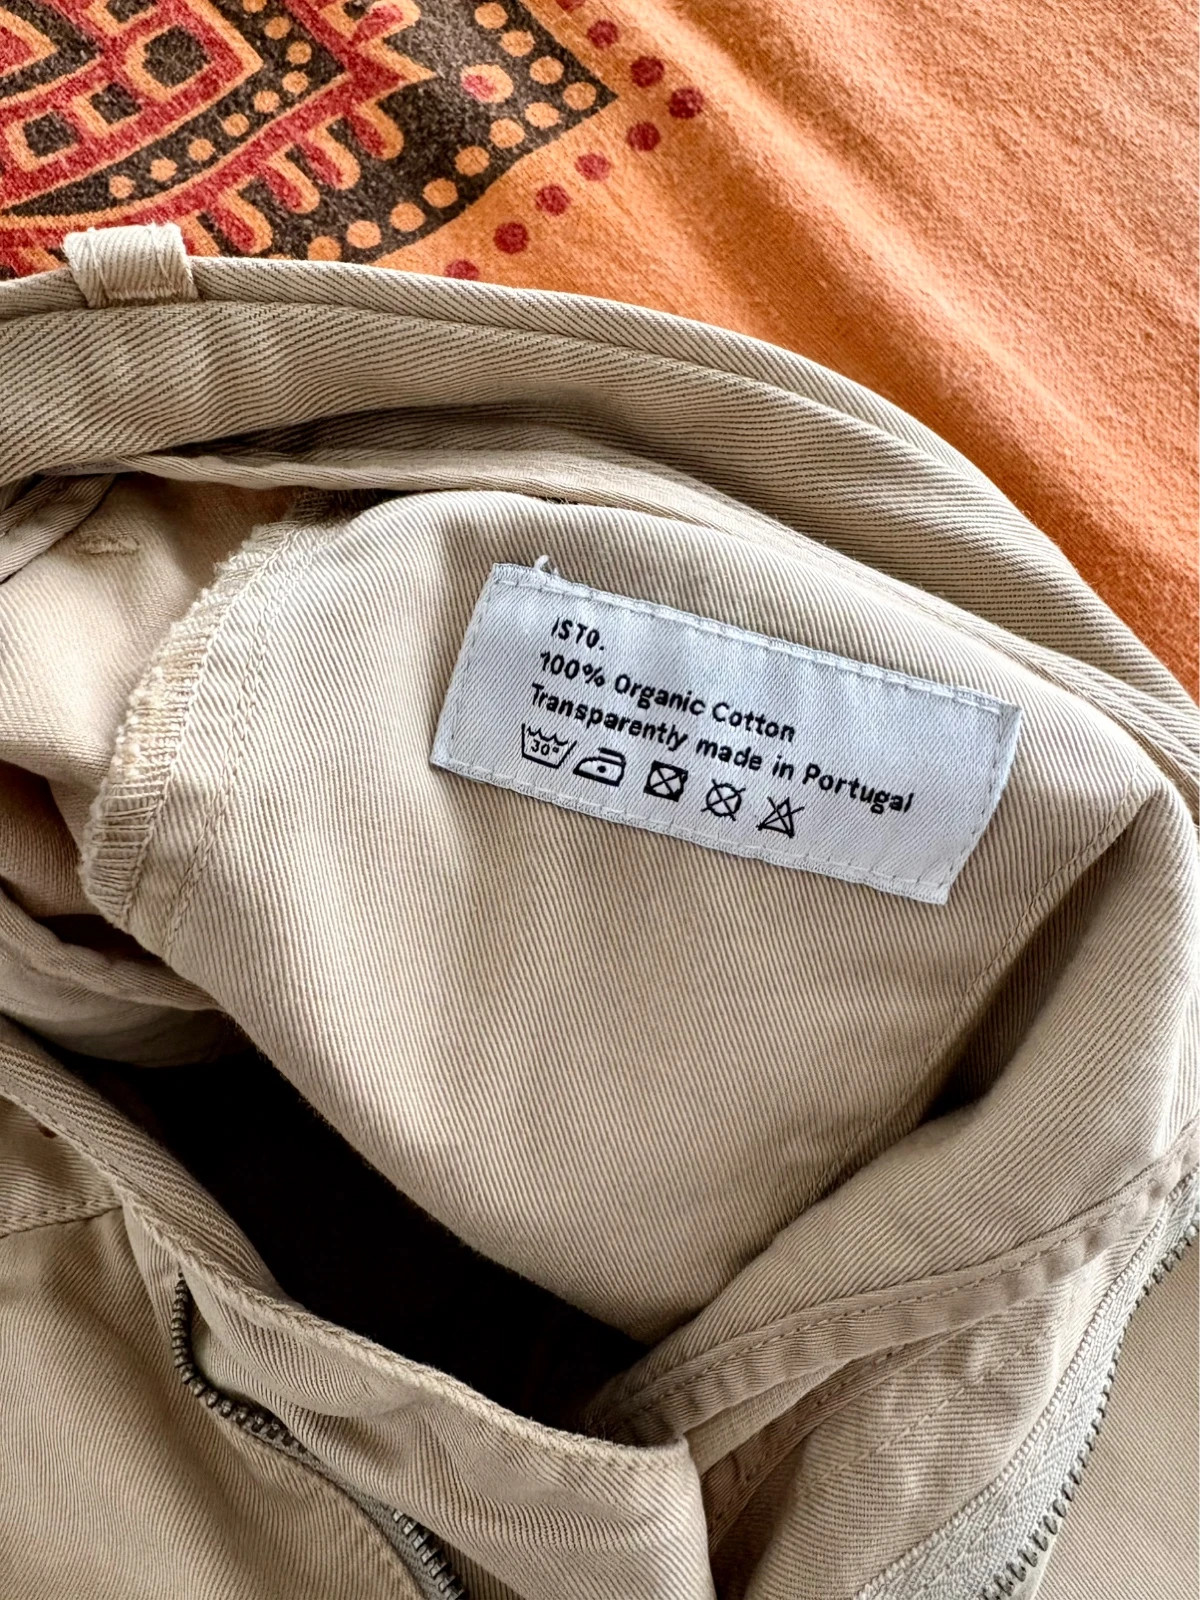 ISTO.
100% Organic Cotton
Transparently made in Portugal
30°